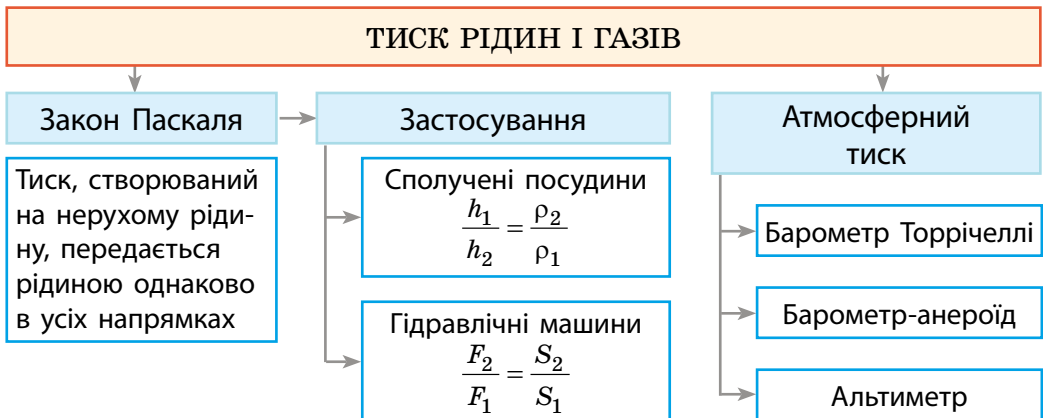 ТИСК РІДИН І ГАЗІВ
Закон Паскаля
Тиск, створюваний
на нерухому ріди-
ну, передається
рідиною однаково
в усіх напрямках
Застосування
Сполучені посудини
h₁/h₂ = ρ₂/ρ₁
Гідравлічні машини
F₂/F₁ = S₂/S₁
Атмосферний
тиск
Барометр Торрічеллі
Барометр-анероїд
Альтиметр